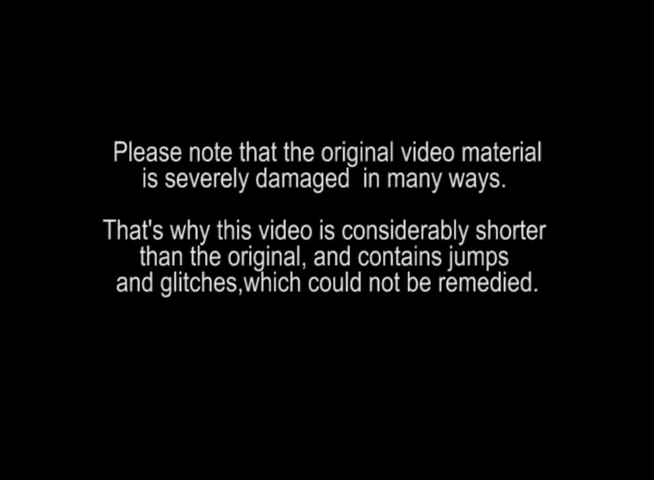 Please note that the original video material
is severely damaged  in many ways.
That's why this video is considerably shorter
than the original, and contains jumps
and glitches,which could not be remedied.